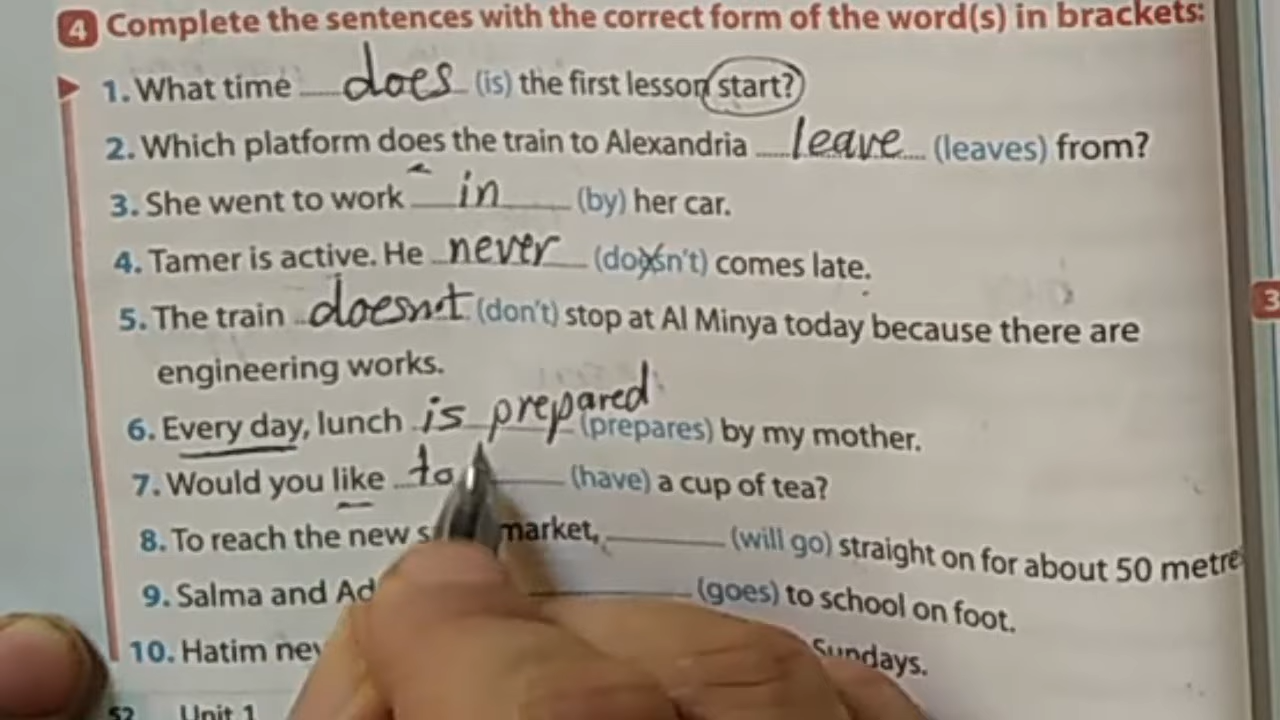 4 Complete the sentences with the correct form of the word(s) in brackets:
1. What time does (is) the first lesson start?
2. Which platform does the train to Alexandria leave (leaves) from?
3. She went to work in (by) her car.
4. Tamer is active. He never (doesn't) comes late.
5. The train doesn't (don't) stop at Al Minya today because there are
engineering works.
6. Every day, lunch is prepared (prepares) by my mother.
7. Would you like to (have) a cup of tea?
8. To reach the new market, (will go) straight on for about 50 metre
9. Salma and (goes) to school on foot.
10. Hatim Sundays.
52 Unit 1
3